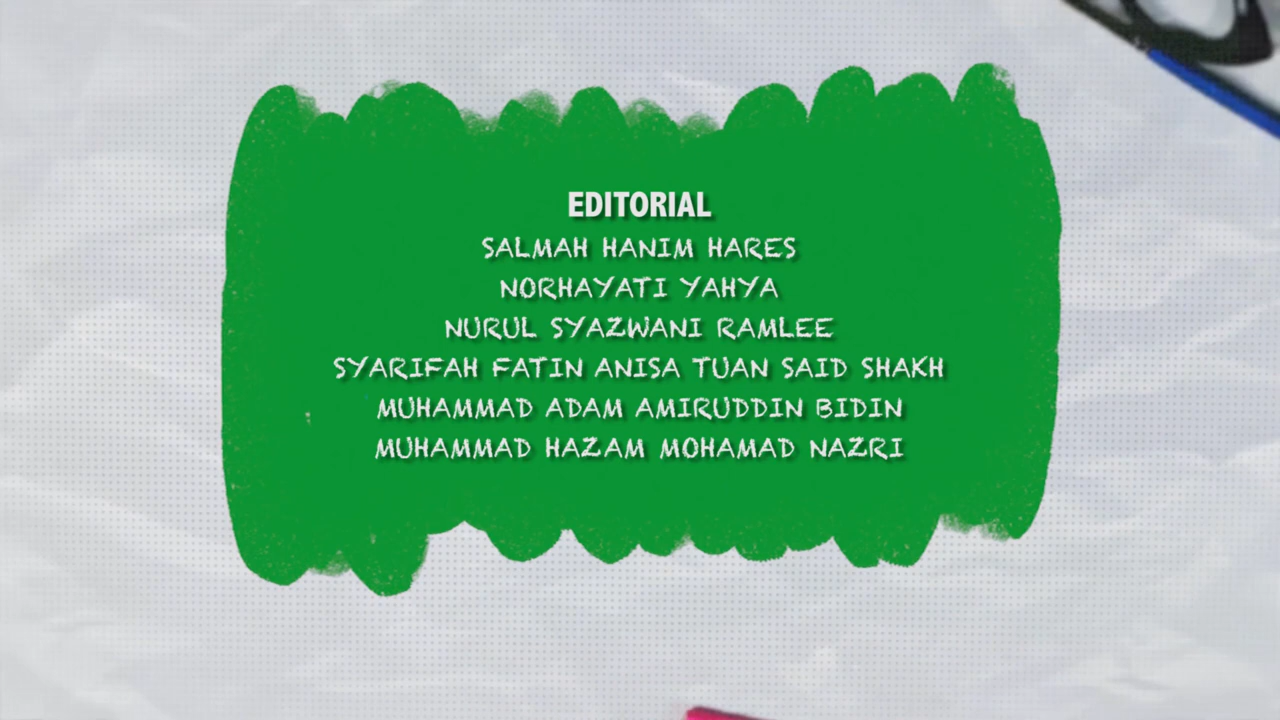 EDITORIAL
SALMAH HANIM HARES
NORHAYATI YAHYA
NURUL SYAZWANI RAMLEE
SYARIFAH FATIN ANISA TUAN SAID SHAKH
MUHAMMAD ADAM AMIRUDDIN BIDIN
MUHAMMAD HAZAM MOHAMAD NAZRI